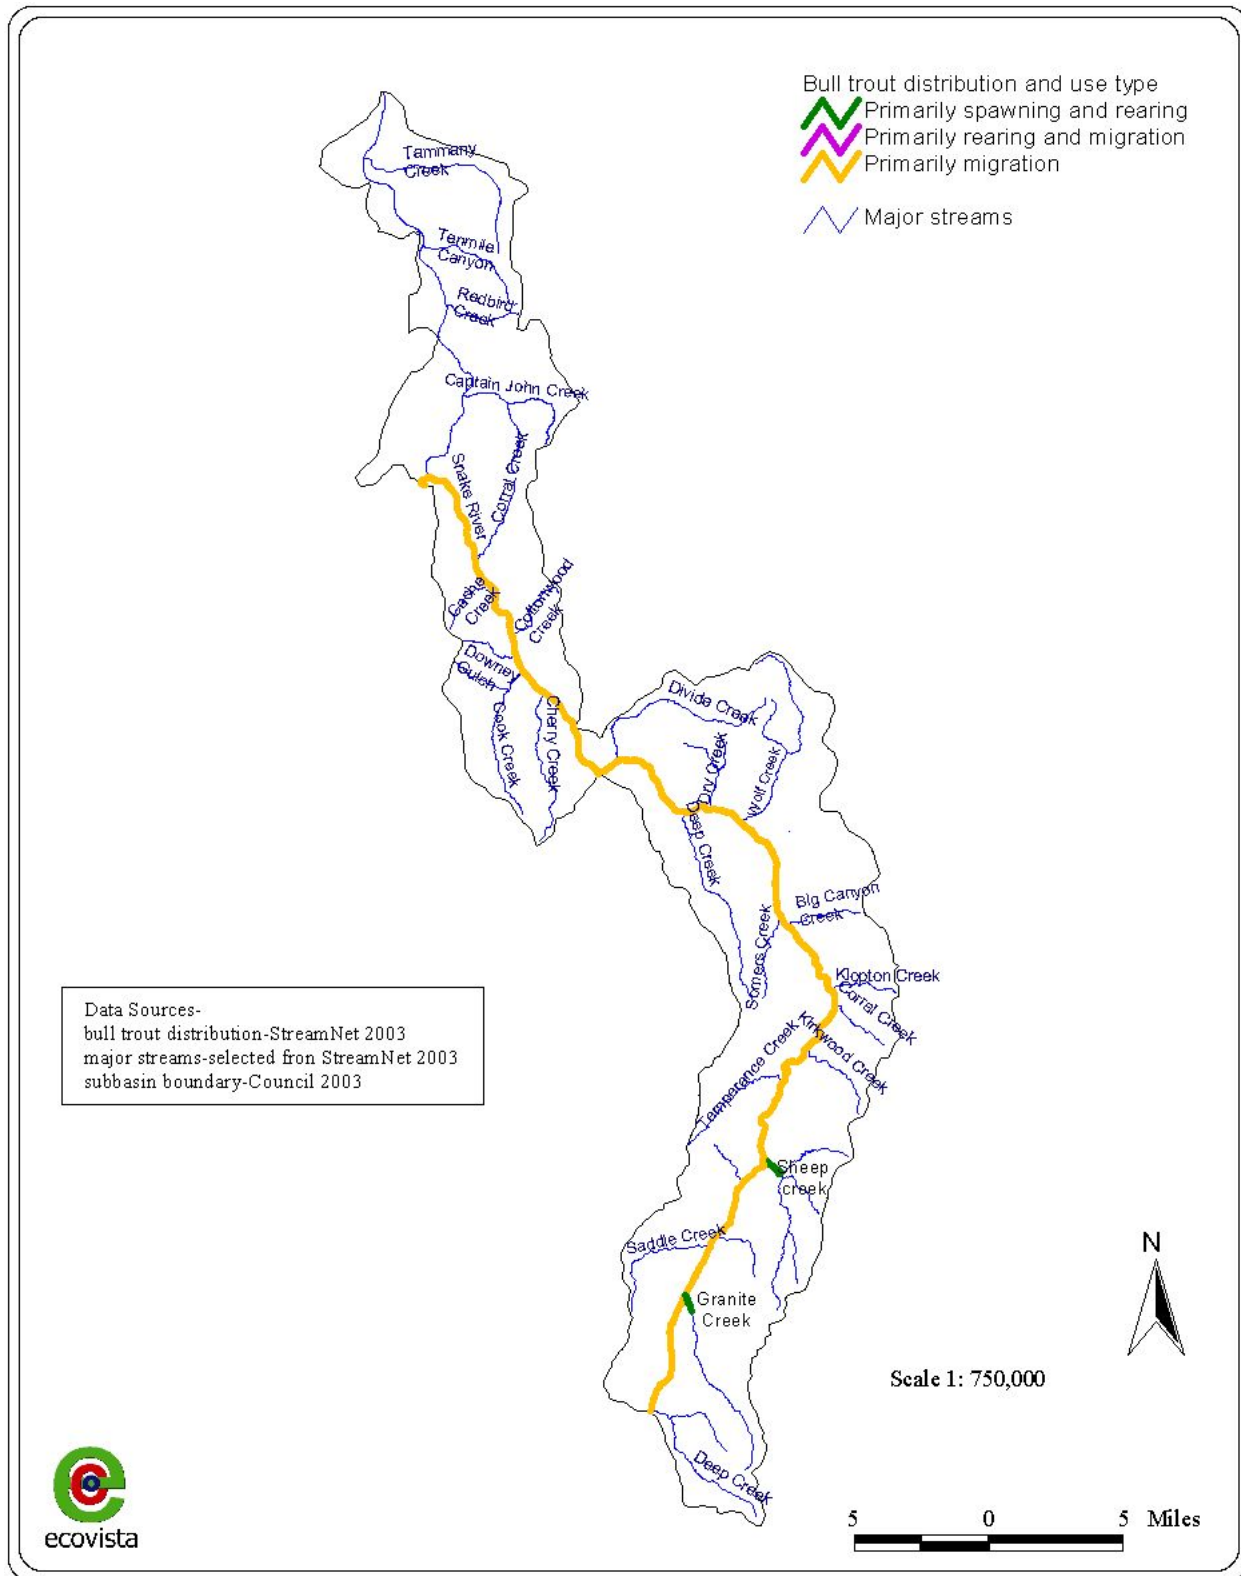 Bull trout distribution and use type
Primarily spawning and rearing
Primarily rearing and migration
Primarily migration
Major streams
Tammany
Creek
Tenmile
Canyon
Redbird
Creek
Captain John Creek
Snake River
Corral Creek
Cache
Creek
Cottonwood
Creek
Downey
Gulch
Cook Creek
Cherry Creek
Divide Creek
Dry Creek
Wolf Creek
Deep Creek
Big Canyon
Creek
Somers Creek
Klopton Creek
Corral Creek
Kirkwood Creek
Temperance Creek
Data Sources-
bull trout distribution-StreamNet 2003
major streams-selected fron StreamNet 2003
subbasin boundary-Council 2003
Sheep
creek
Saddle Creek
Granite
Creek
N
Scale 1: 750,000
Deep Creek
5 0 5 Miles
ecovista